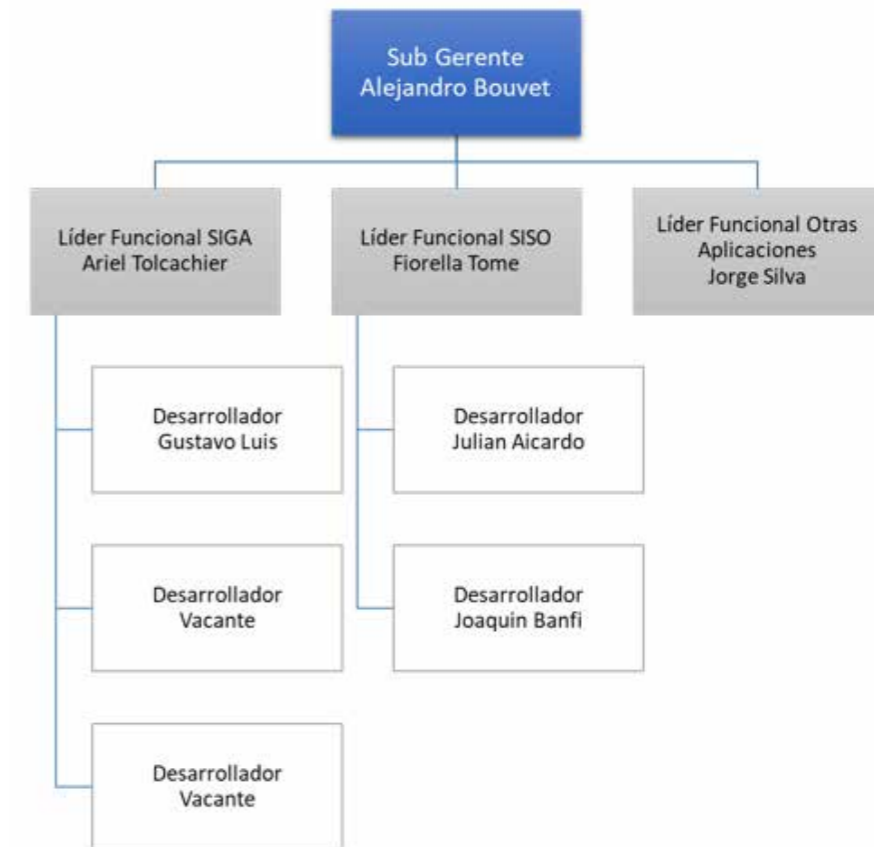 Sub Gerente
Alejandro Bouvet
Líder Funcional SIGA
Ariel Tolcachier
Líder Funcional SISO
Fiorella Tome
Líder Funcional Otras
Aplicaciones
Jorge Silva
Desarrollador
Gustavo Luis
Desarrollador
Julian Aicardo
Desarrollador
Vacante
Desarrollador
Joaquin Banfi
Desarrollador
Vacante